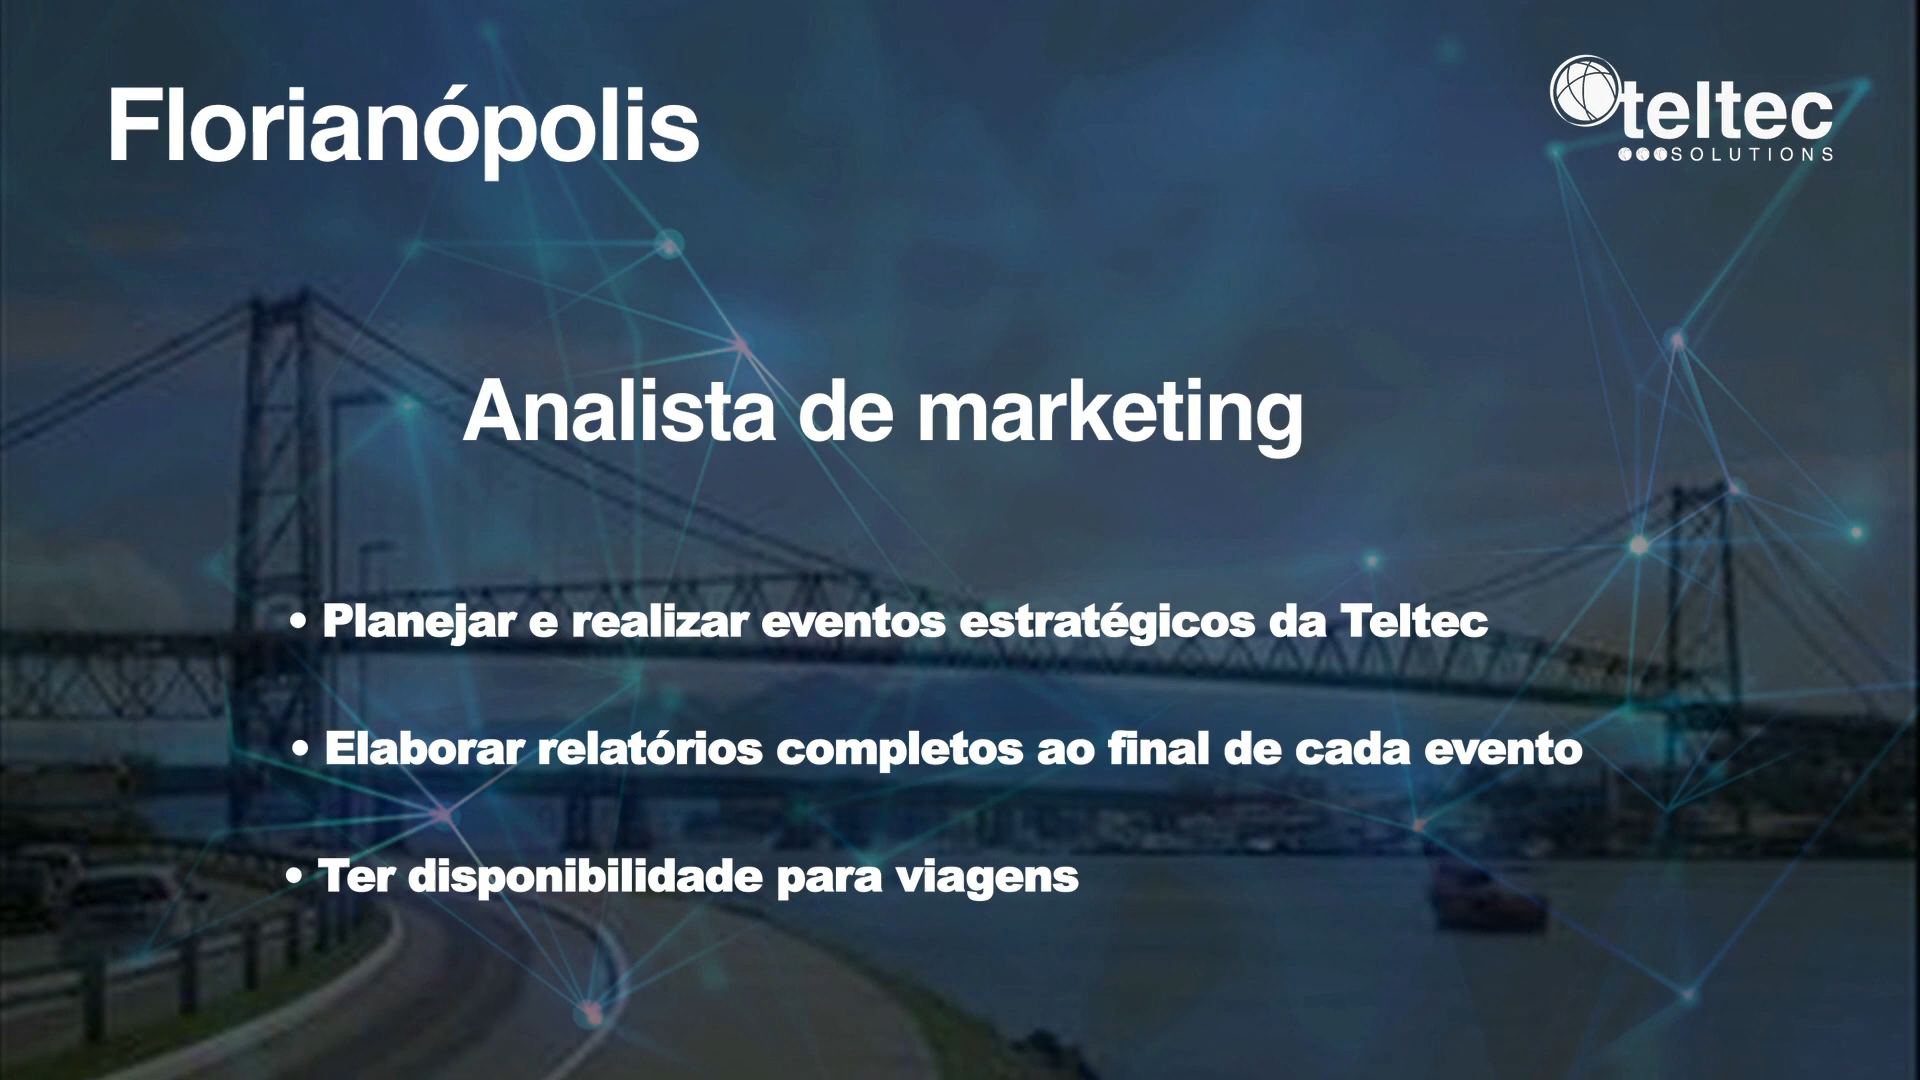 Florianópolis
teltec
SOLUTIONS
Analista de marketing
• Planejar e realizar eventos estratégicos da Teltec
• Elaborar relatórios completos ao final de cada evento
• Ter disponibilidade para viagens